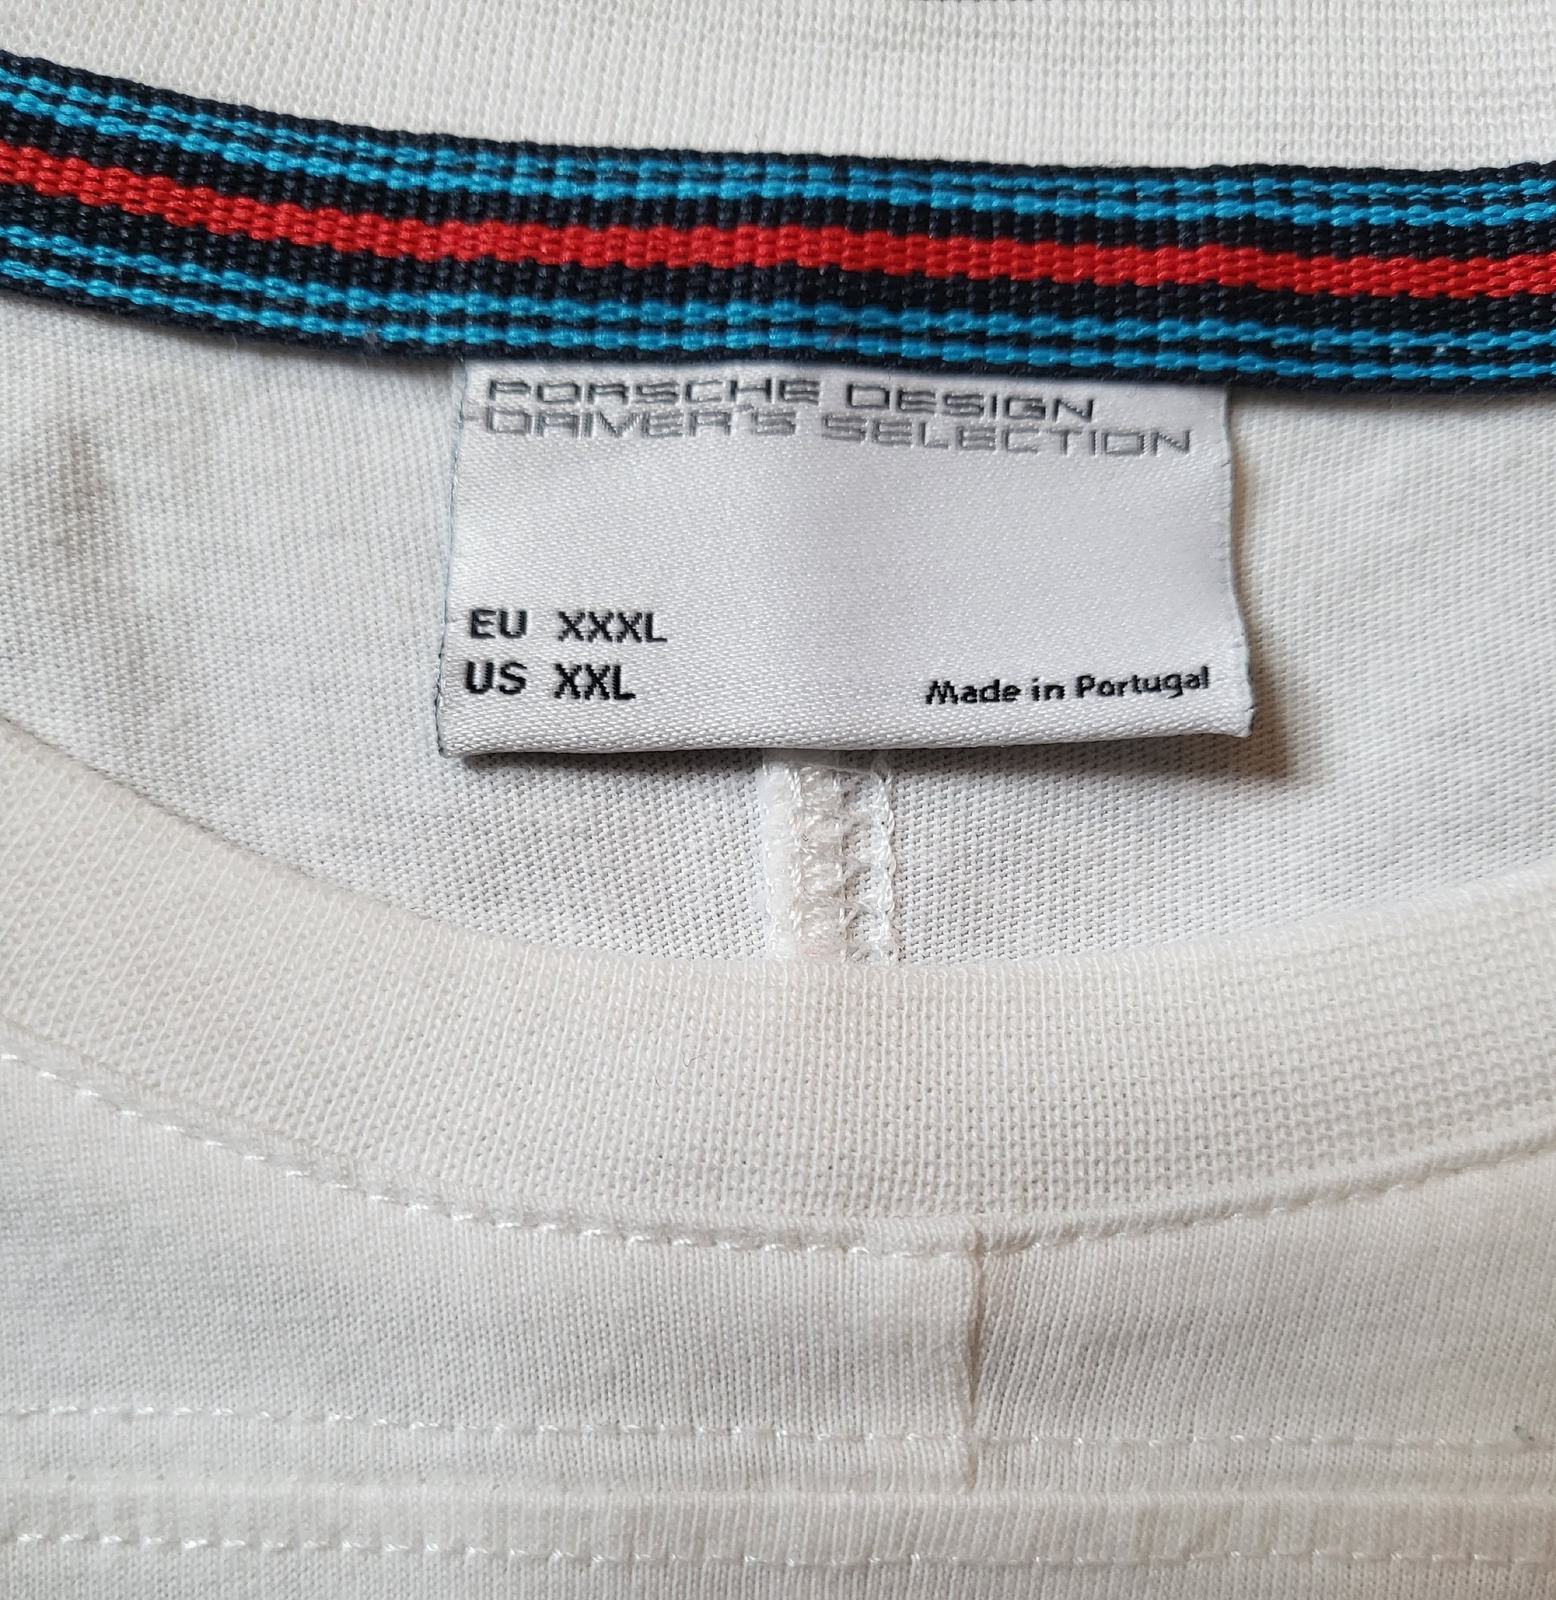 PORSCHE DESIGN
DRIVER'S SELECTION
EU XXXL
US XXL
Made in Portugal